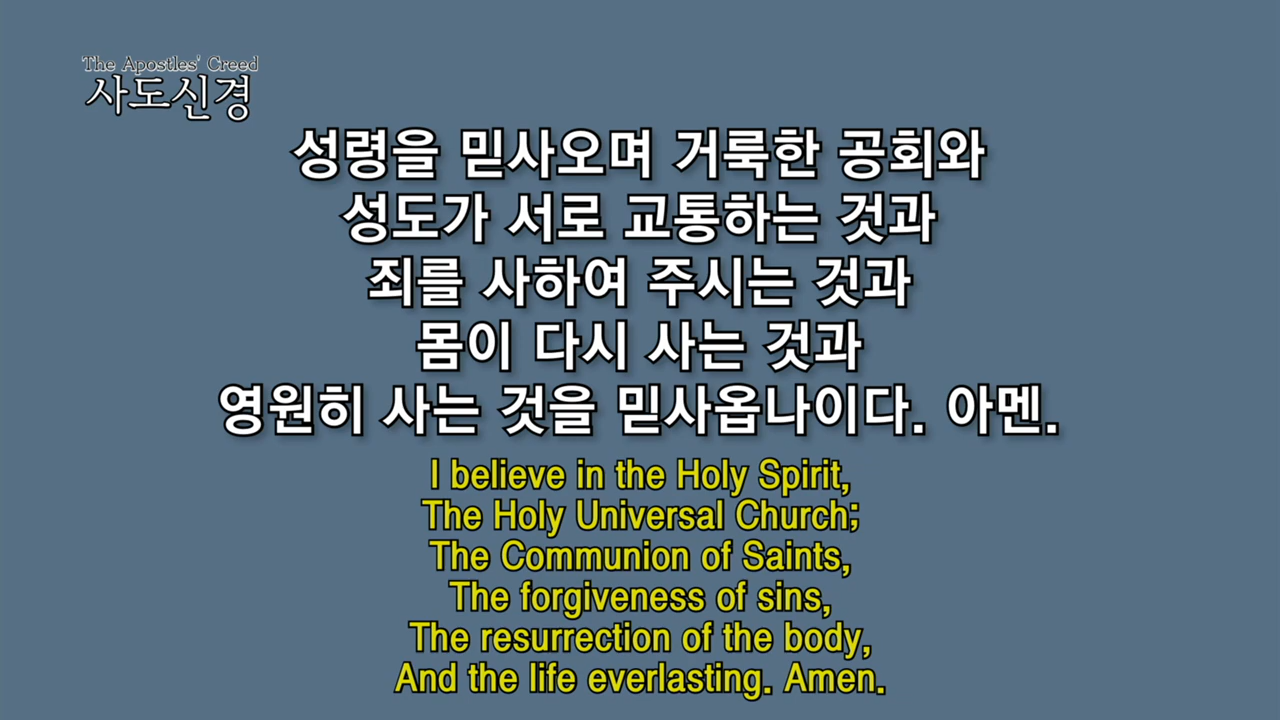 The Apostles' Creed
사도신경
성령을 믿사오며 거룩한 공회와
성도가 서로 교통하는 것과
죄를 사하여 주시는 것과
몸이 다시 사는 것과
영원히 사는 것을 믿사옵나이다. 아멘.
I believe in the Holy Spirit,
The Holy Universal Church;
The Communion of Saints,
The forgiveness of sins,
The resurrection of the body,
And the life everlasting. Amen.